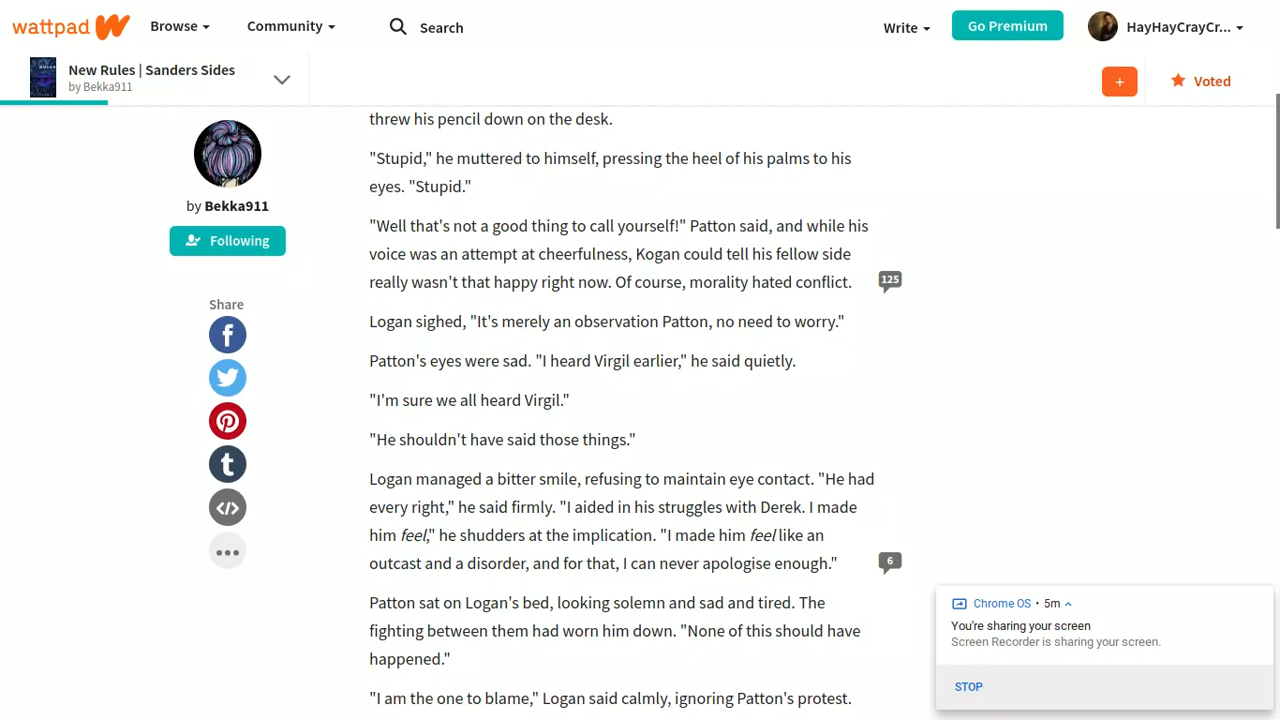 wattpad
Browse
Community
Search
Write
Go Premium
HayHayCrayCr...
New Rules | Sanders Sides
by Bekka911
+
Voted
by Bekka911
Following
Share
threw his pencil down on the desk.
"Stupid," he muttered to himself, pressing the heel of his palms to his
eyes. "Stupid."
"Well that's not a good thing to call yourself!" Patton said, and while his
voice was an attempt at cheerfulness, Kogan could tell his fellow side
really wasn't that happy right now. Of course, morality hated conflict.
125
Logan sighed, "It's merely an observation Patton, no need to worry."
Patton's eyes were sad. "I heard Virgil earlier," he said quietly.
"I'm sure we all heard Virgil."
"He shouldn't have said those things."
Logan managed a bitter smile, refusing to maintain eye contact. "He had
every right," he said firmly. "I aided in his struggles with Derek. I made
him feel," he shudders at the implication. "I made him feel like an
outcast and a disorder, and for that, I can never apologise enough."
6
Patton sat on Logan's bed, looking solemn and sad and tired. The
fighting between them had worn him down. "None of this should have
happened."
"I am the one to blame," Logan said calmly, ignoring Patton's protest.
Chrome OS • 5m
You're sharing your screen
Screen Recorder is sharing your screen.
STOP